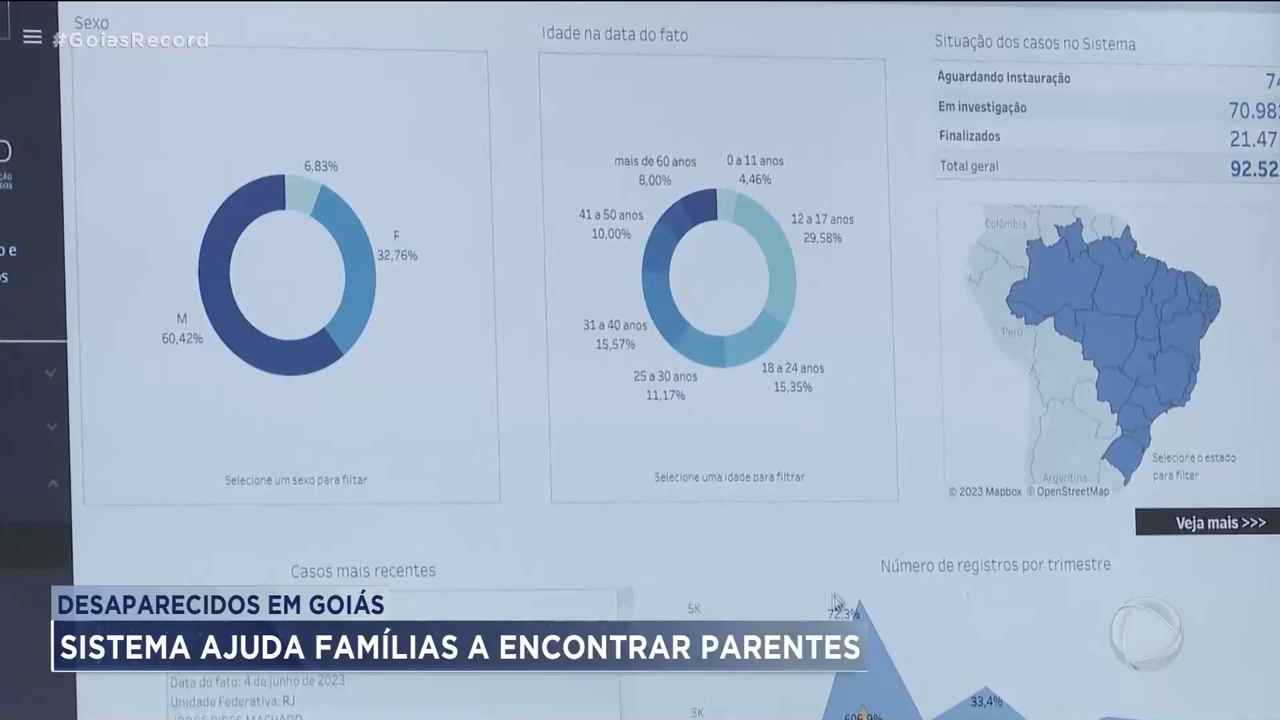 Sexo
#GoiasRecord
6,83%
F
32,76%
M
60,42%
Selecione um sexo para filtrar
Idade na data do fato
mais de 60 anos
8,00%
0 a 11 anos
4,46%
41 a 50 anos
10,00%
12 a 17 anos
29,58%
31 a 40 anos
15,57%
25 a 30 anos
11,17%
18 a 24 anos
15,35%
Selecione uma idade para filtrar
Situação dos casos no Sistema
Aguardando Instauração 74
Em investigação 70.98
Finalizados 21.47
Total geral 92.52
Colômbia
Peru
Argentina
Selecione o estado
para filtrar
© 2023 Mapbox © OpenStreetMap
Veja mais >>>
Casos mais recentes
Número de registros por trimestre
5K
72,3%
3K
33,4%
606,9%
DESAPARECIDOS EM GOIÁS
SISTEMA AJUDA FAMÍLIAS A ENCONTRAR PARENTES
Data do fato: 4 de junho de 2023
Unidade Federativa: RJ